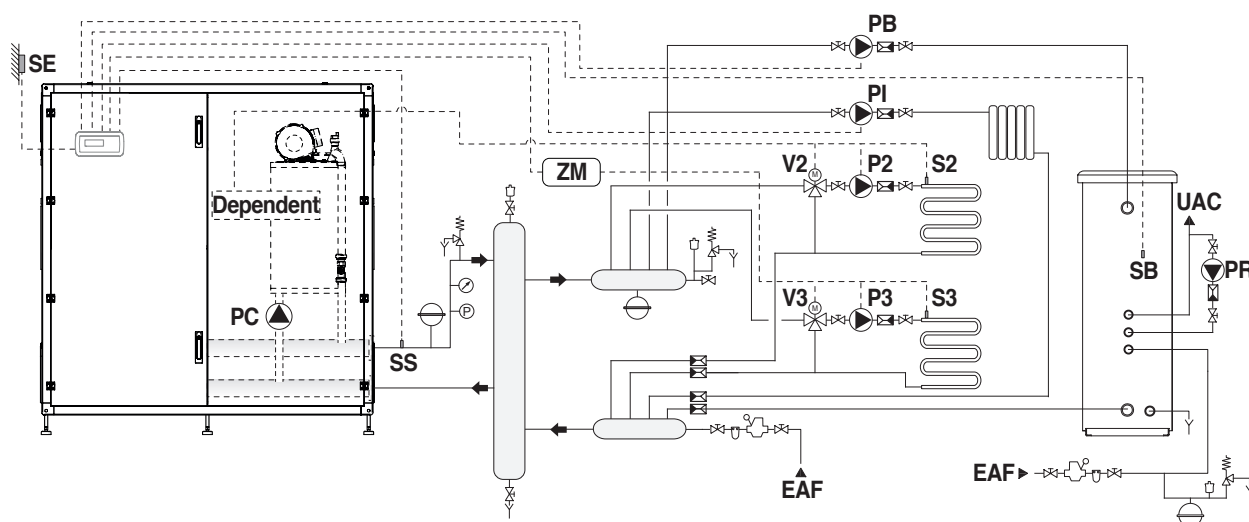 PB
SE
PI
V2
P2
S2
ZM
M
UAC
Dependent
SB
PR
V3
P3
S3
M
PC
P
SS
EAF
EAF